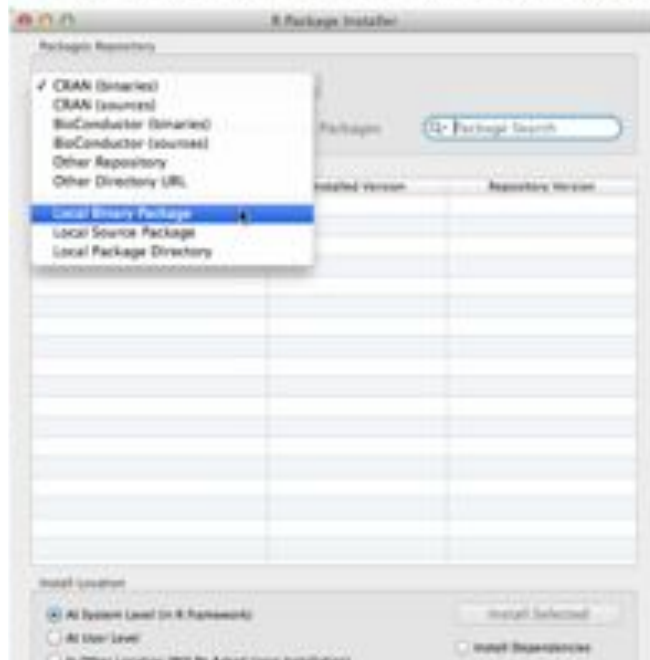 R Package Installer
Packages Repository
✓ CRAN (binaries)
CRAN (sources)
BioConductor (binaries)
BioConductor (sources)
Other Repository
Other Directory URL
Local Binary Package
Local Source Package
Local Package Directory
Packages
Package Search
Installed Version
Repository Version
Install Location
At System Level (in R Framework)
At User Level
Install Selected
Install Dependencies